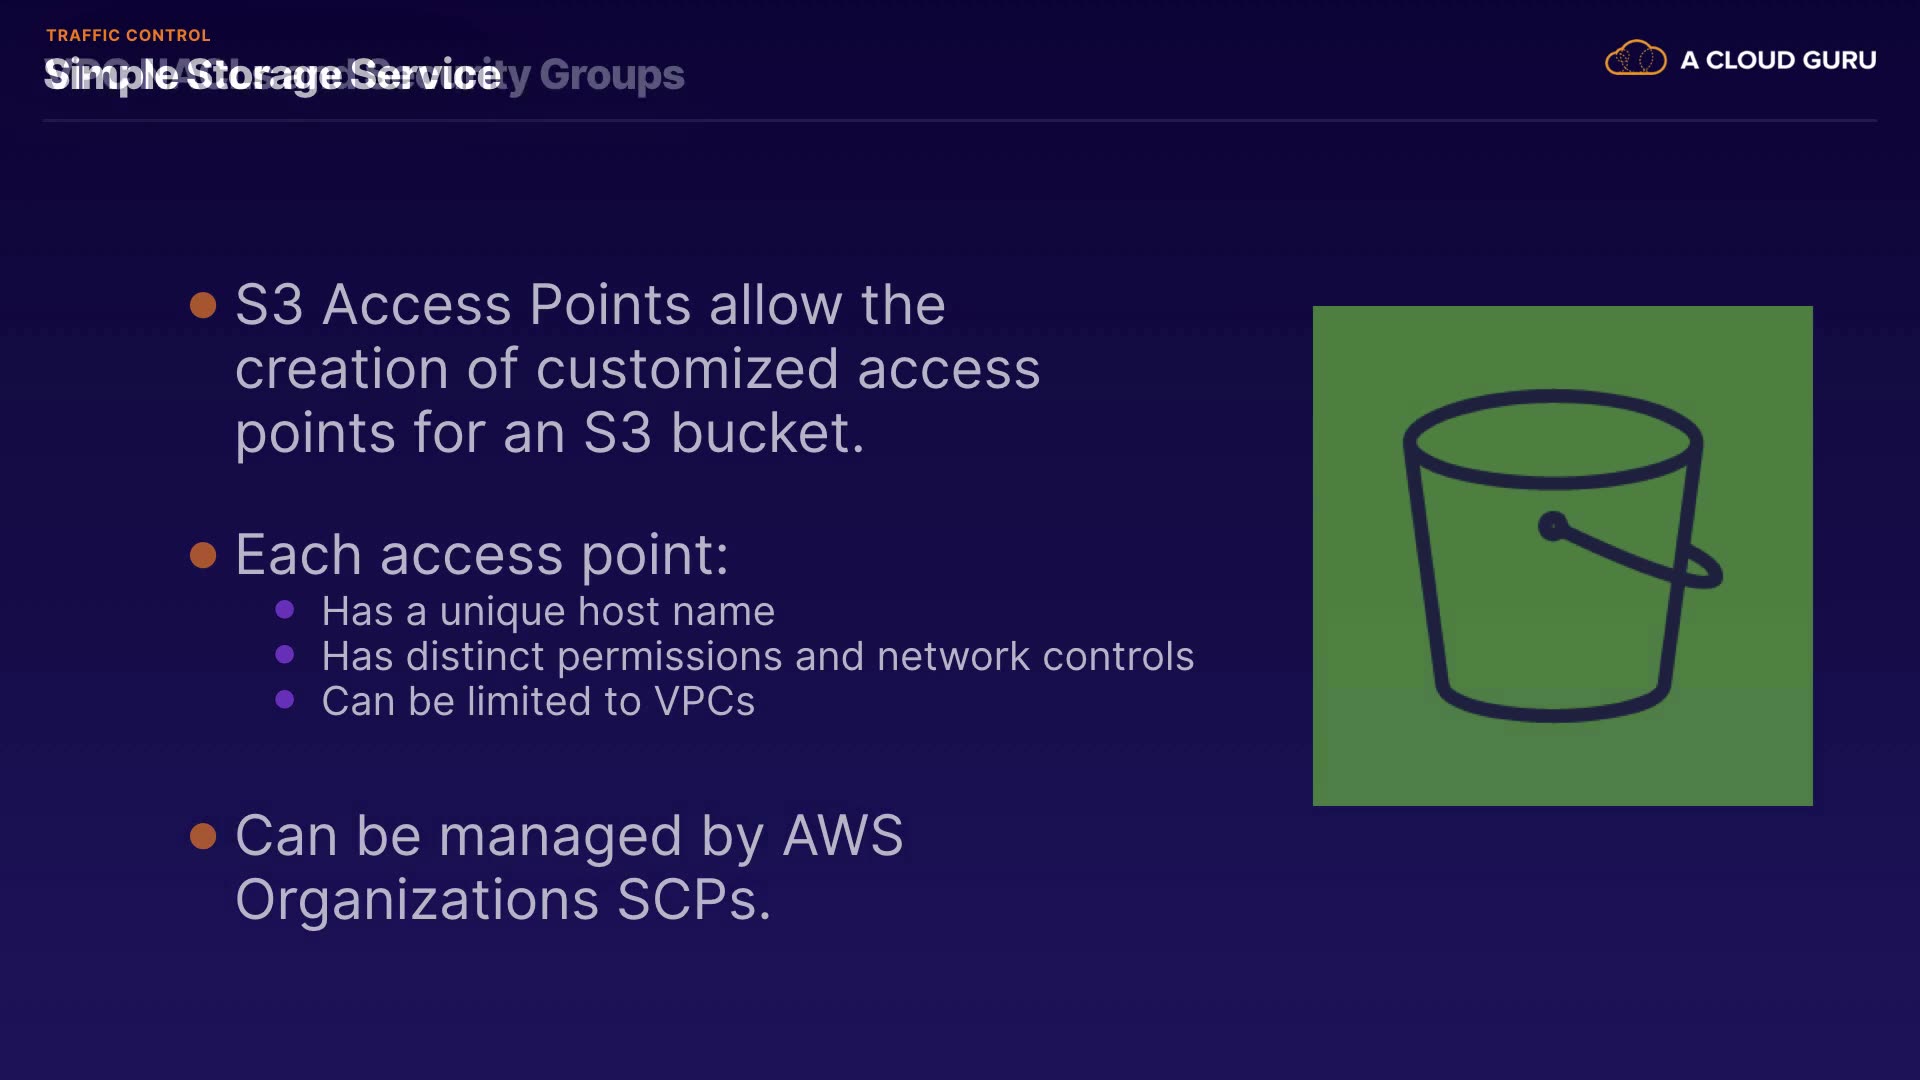 TRAFFIC CONTROL
Simple Storage Service
Security Groups
A CLOUD GURU
S3 Access Points allow the
creation of customized access
points for an S3 bucket.
Each access point:
Has a unique host name
Has distinct permissions and network controls
Can be limited to VPCs
Can be managed by AWS
Organizations SCPs.